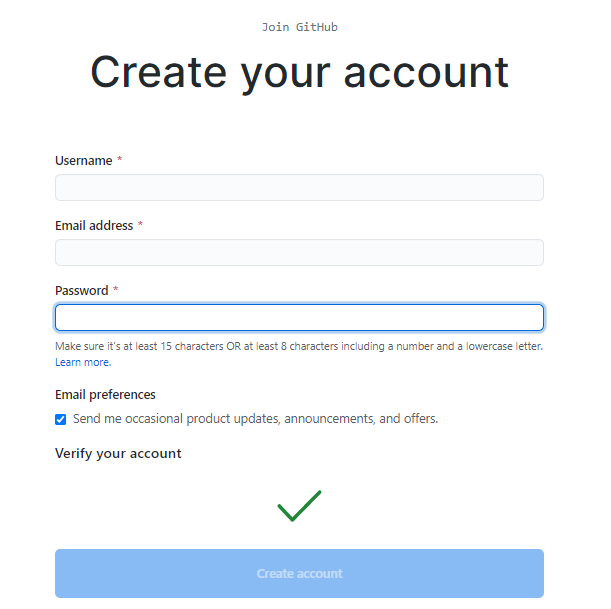 Join GitHub
Create your account
Username *
Email address *
Password *
Make sure it's at least 15 characters OR at least 8 characters including a number and a lowercase letter.
Learn more.
Email preferences
Send me occasional product updates, announcements, and offers.
Verify your account
Create account